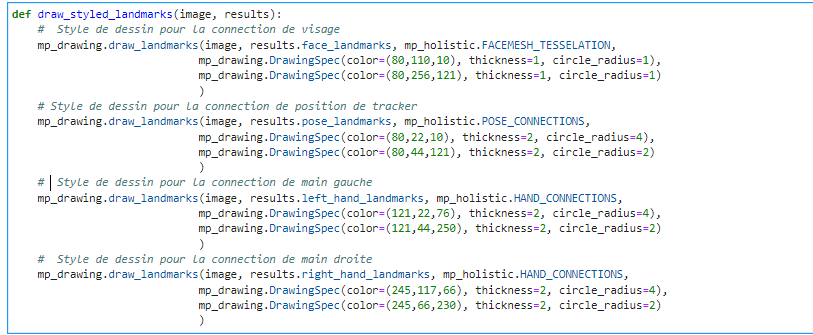 def draw_styled_landmarks(image, results):
    #  Style de dessin pour la connection de visage
    mp_drawing.draw_landmarks(image, results.face_landmarks, mp_holistic.FACEMESH_TESSELATION,
                             mp_drawing.DrawingSpec(color=(80,110,10), thickness=1, circle_radius=1),
                             mp_drawing.DrawingSpec(color=(80,256,121), thickness=1, circle_radius=1)
                             )
    # Style de dessin pour la connection de position de tracker
    mp_drawing.draw_landmarks(image, results.pose_landmarks, mp_holistic.POSE_CONNECTIONS,
                             mp_drawing.DrawingSpec(color=(80,22,10), thickness=2, circle_radius=4),
                             mp_drawing.DrawingSpec(color=(80,44,121), thickness=2, circle_radius=2)
                             )
    #  Style de dessin pour la connection de main gauche
    mp_drawing.draw_landmarks(image, results.left_hand_landmarks, mp_holistic.HAND_CONNECTIONS,
                             mp_drawing.DrawingSpec(color=(121,22,76), thickness=2, circle_radius=4),
                             mp_drawing.DrawingSpec(color=(121,44,250), thickness=2, circle_radius=2)
                             )
    #  Style de dessin pour la connection de main droite
    mp_drawing.draw_landmarks(image, results.right_hand_landmarks, mp_holistic.HAND_CONNECTIONS,
                             mp_drawing.DrawingSpec(color=(245,117,66), thickness=2, circle_radius=4),
                             mp_drawing.DrawingSpec(color=(245,66,230), thickness=2, circle_radius=2)
                             )